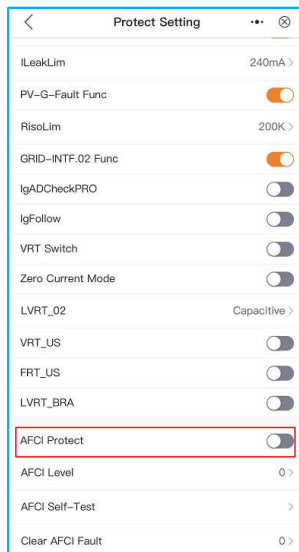 Protect Setting
ILeakLim 240mA >
PV-G-Fault Func
RisoLim 200K >
GRID-INTF.02 Func
IgADCheckPRO
IgFollow
VRT Switch
Zero Current Mode
LVRT_02 Capacitive >
VRT_US
FRT_US
LVRT_BRA
AFCI Protect
AFCI Level 0 >
AFCI Self-Test >
Clear AFCI Fault 0 >